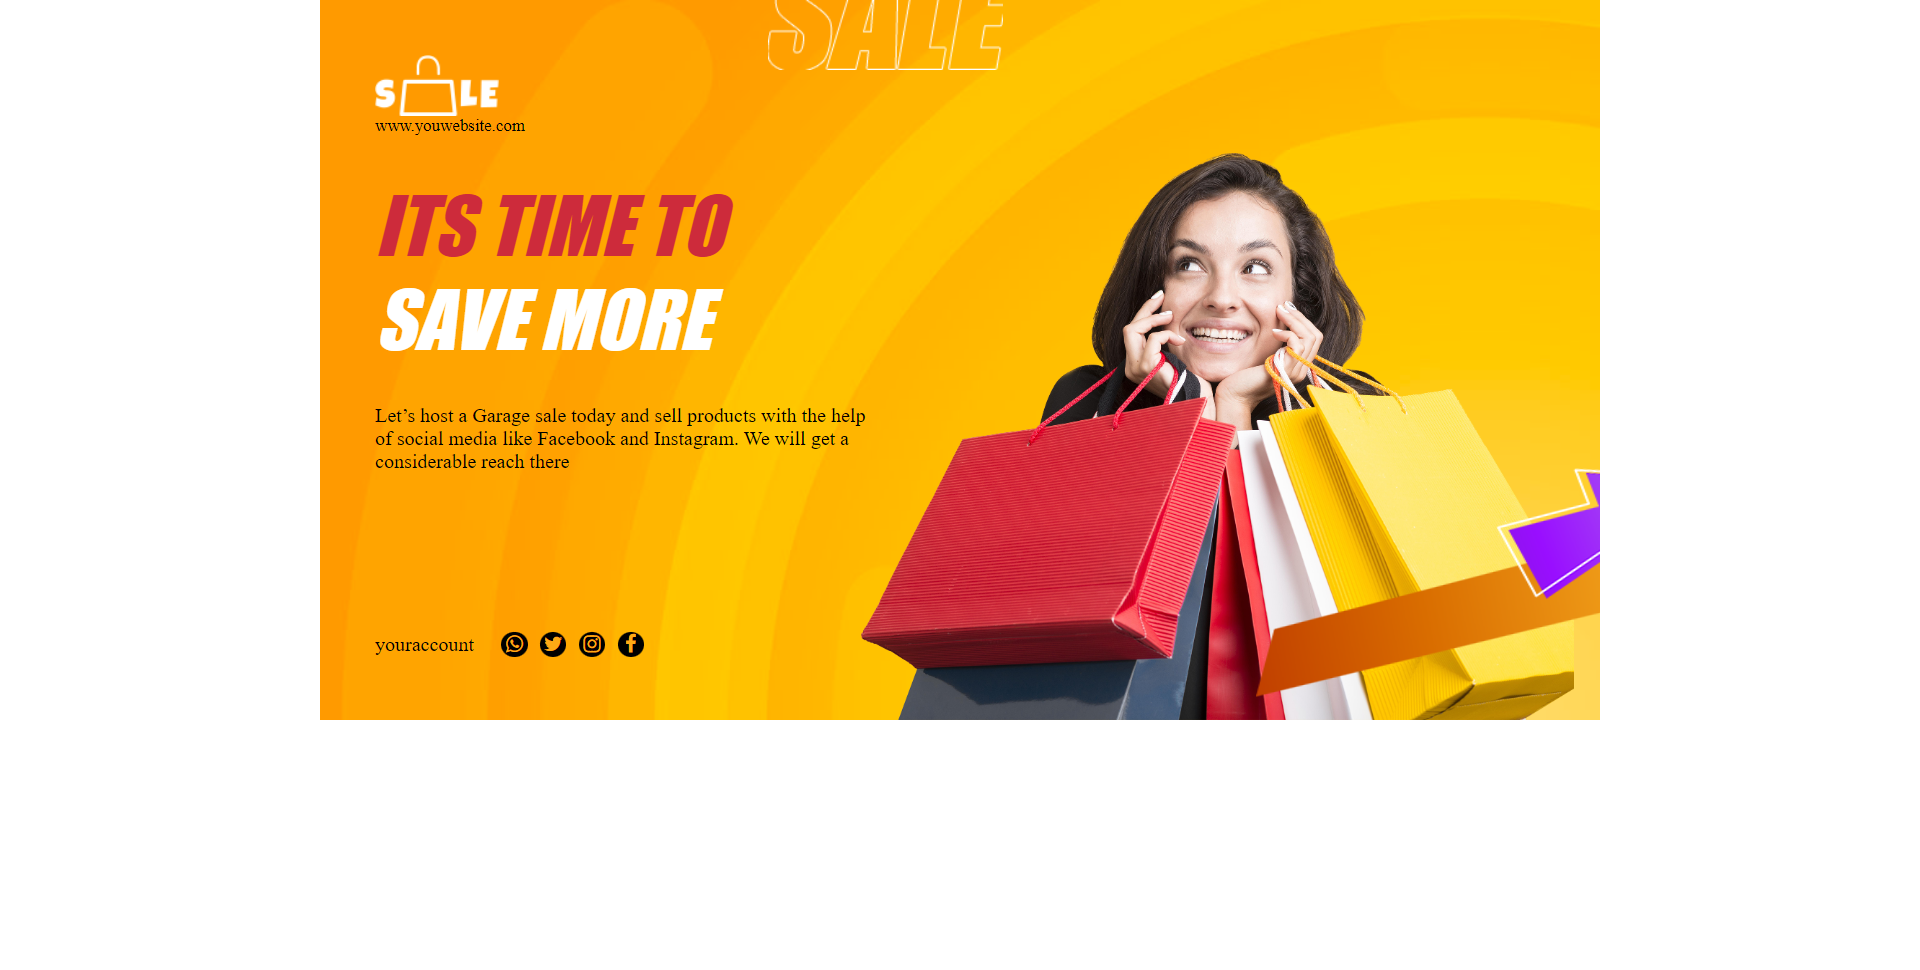 SALE
S LE
www.youwebsite.com
ITS TIME TO
SAVE MORE
Let’s host a Garage sale today and sell products with the help
of social media like Facebook and Instagram. We will get a
considerable reach there
youraccount